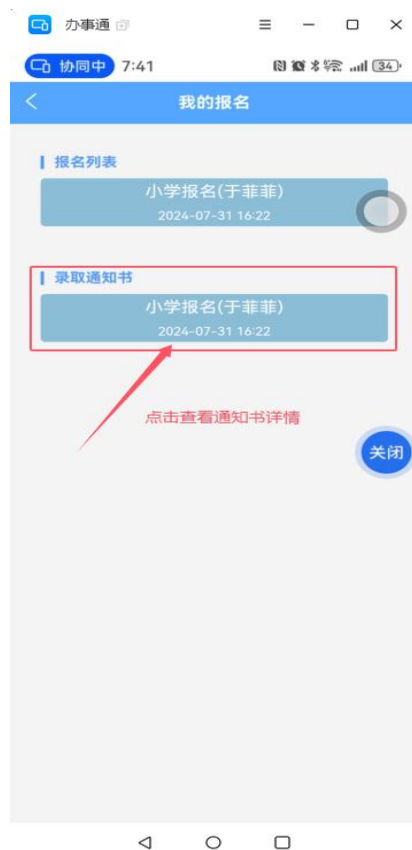 办事通
协同中 7:41
34
我的报名
报名列表
小学报名(于菲菲)
2024-07-31 16:22
录取通知书
小学报名(于菲菲)
2024-07-31 16:22
点击查看通知书详情
关闭